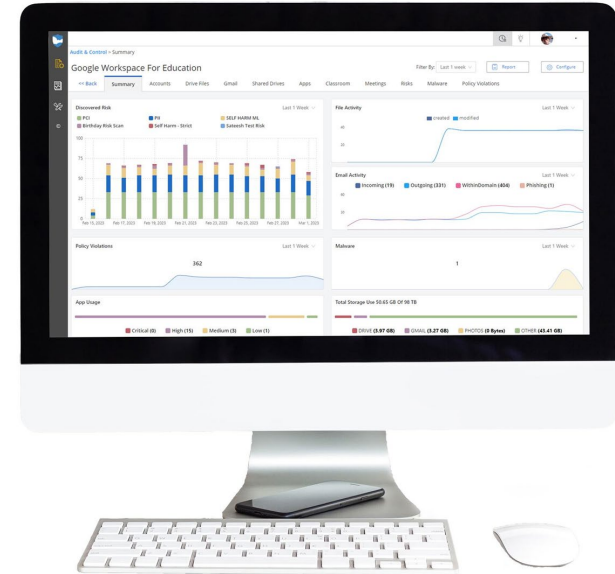 Audit & Control > Summary
Google Workspace For Education
Filter By: Last 1 week
Report
Configure
<< Back Summary Accounts Drive Files Gmail Shared Drives Apps Classroom Meetings Risks Malware Policy Violations
Discovered Risk Last 1 Week
PCI PII SELF HARM ML
Birthday Risk Scan Self Harm - Strict Sateesh Test Risk
100
75
50
25
0
Feb 15, 2023 Feb 17, 2023 Feb 19, 2023 Feb 21, 2023 Feb 23, 2023 Feb 25, 2023 Feb 27, 2023 Mar 1, 2023
File Activity Last 1 Week
created modified
40
20
Email Activity Last 1 Week
Incoming (19) Outgoing (331) WithinDomain (404) Phishing (1)
Policy Violations Last 1 Week
362
Malware Last 1 Week
1
App Usage
Critical (0) High (15) Medium (3) Low (1)
Total Storage Use 50.65 GB Of 98 TB
DRIVE (3.97 GB) GMAIL (3.27 GB) PHOTOS (0 Bytes) OTHER (43.41 GB)